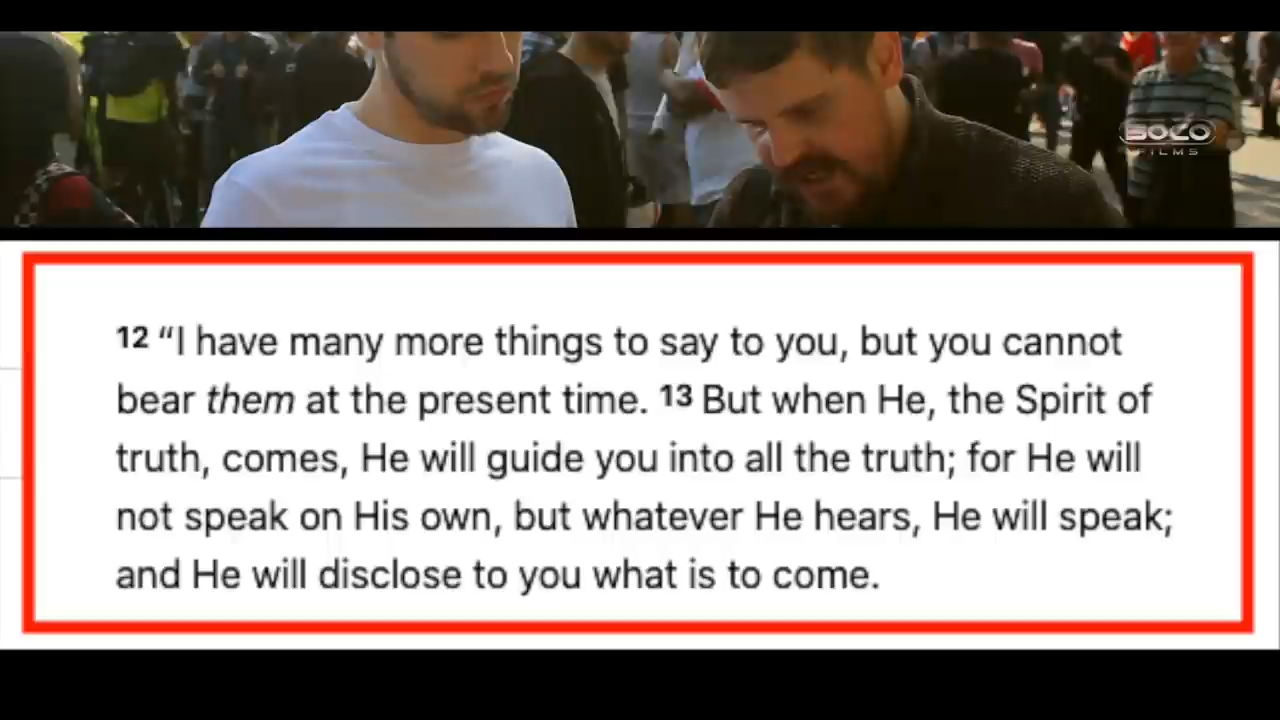 SOCO
FILMS
12 “I have many more things to say to you, but you cannot
bear them at the present time. 13 But when He, the Spirit of
truth, comes, He will guide you into all the truth; for He will
not speak on His own, but whatever He hears, He will speak;
and He will disclose to you what is to come.